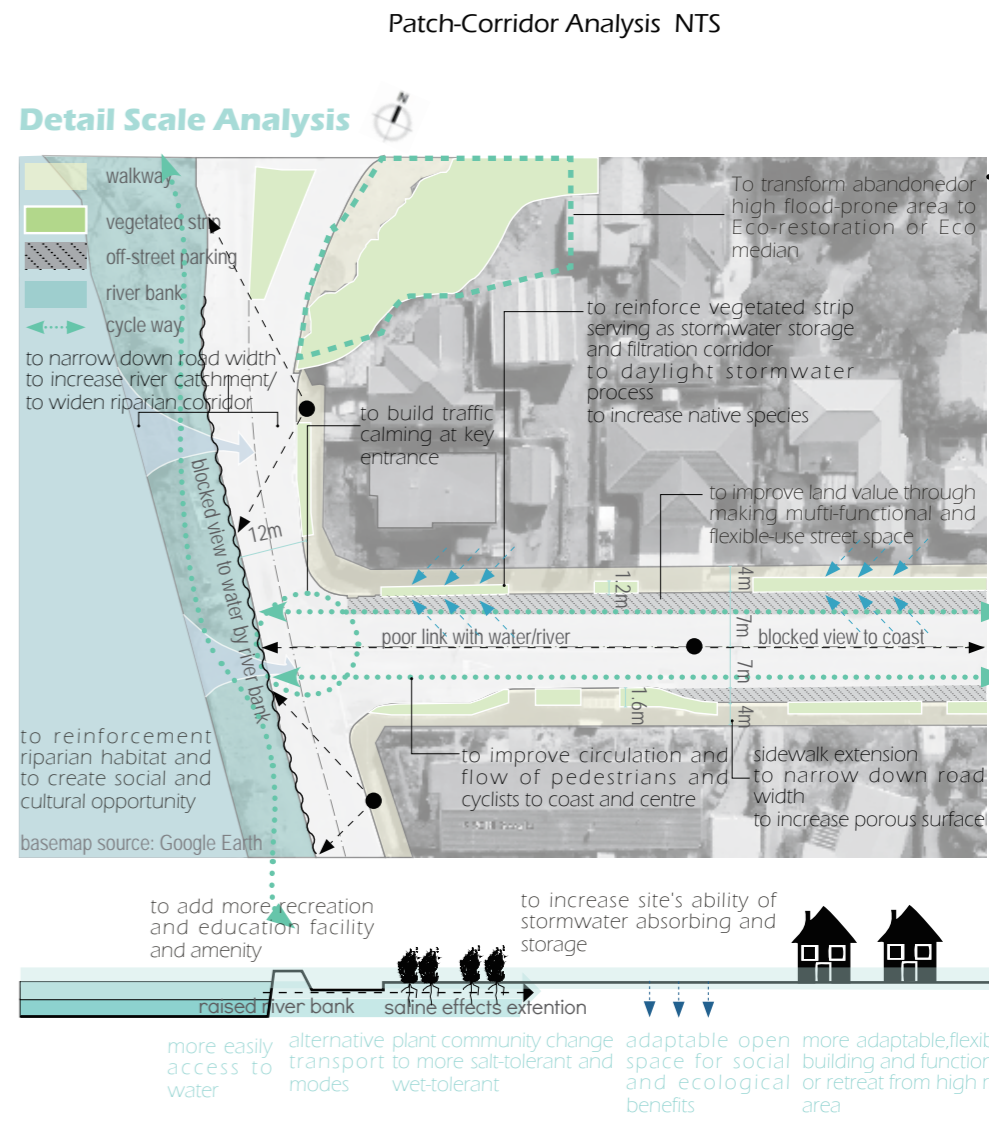 Patch-Corridor Analysis NTS
Detail Scale Analysis
N
walkway
vegetated strip
off-street parking
river bank
cycle way
to narrow down road width
to increase river catchment/
to widen riparian corridor
To transform abandonedor
high flood-prone area to
Eco-restoration or Eco
median
to reinforce vegetated strip
serving as stormwater storage
and filtration corridor
to daylight stormwater
process
to increase native species
to build traffic
calming at key
entrance
to improve land value through
making mufti-functional and
flexible-use street space
blocked view to water by river bank
12m
1.2m
4m
7m
poor link with water/river
blocked view to coast
7m
1.6m
4m
to reinforcement
riparian habitat and
to create social and
cultural opportunity
to improve circulation and
flow of pedestrians and
cyclists to coast and centre
sidewalk extension
to narrow down road
width
to increase porous surface
basemap source: Google Earth
to add more recreation
and education facility
and amenity
to increase site's ability of
stormwater absorbing and
storage
raised river bank
saline effects extention
more easily
access to
water
alternative
transport
modes
plant community change
to more salt-tolerant and
wet-tolerant
adaptable open
space for social
and ecological
benefits
more adaptable,flexib
building and function
or retreat from high r
area